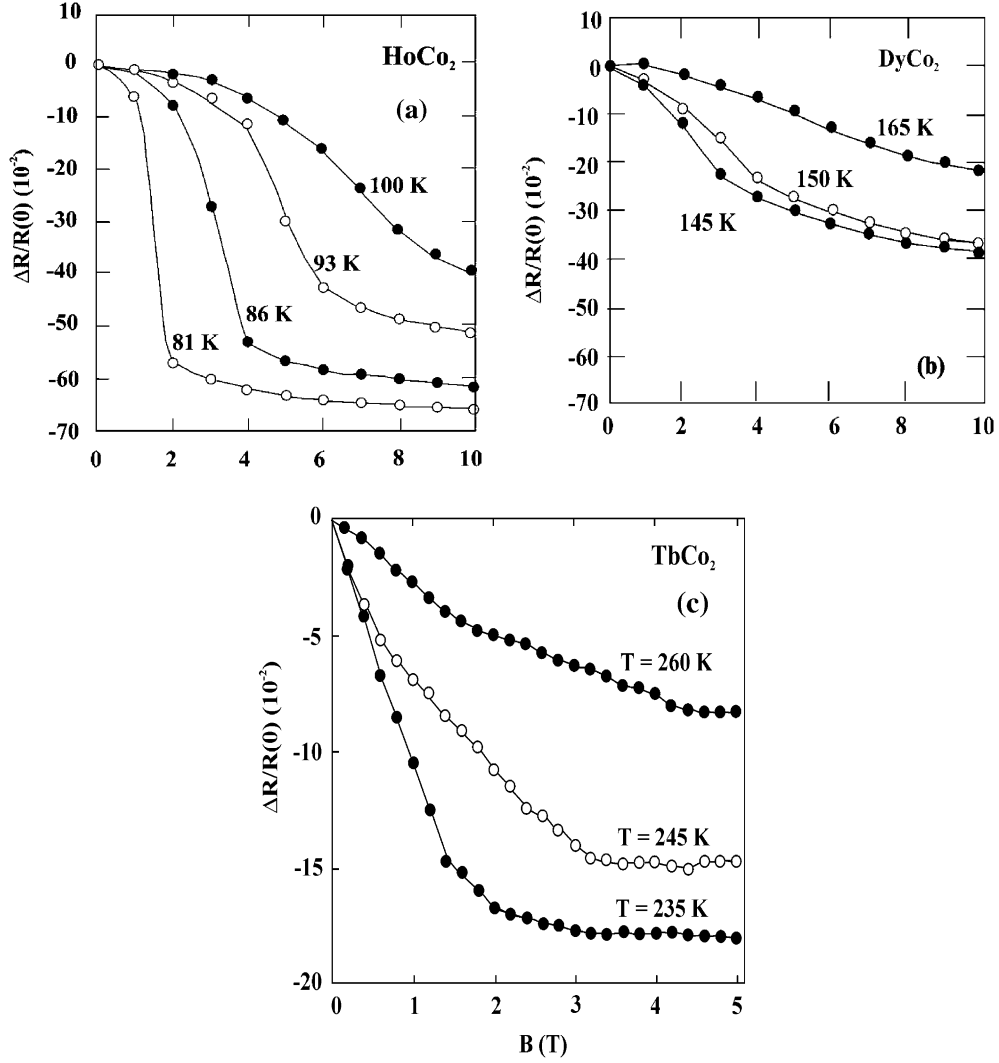 10
0
-10
-20
-30
-40
-50
-60
-70
ΔR/R(0) (10⁻²)
HoCo₂
(a)
100 K
93 K
86 K
81 K
0 2 4 6 8 10
10
0
-10
-20
-30
-40
-50
-60
-70
ΔR/R(0) (10⁻²)
DyCo₂
165 K
150 K
145 K
(b)
0 2 4 6 8 10
0
-5
-10
-15
-20
ΔR/R(0) (10⁻²)
TbCo₂
(c)
T = 260 K
T = 245 K
T = 235 K
0 1 2 3 4 5
B (T)